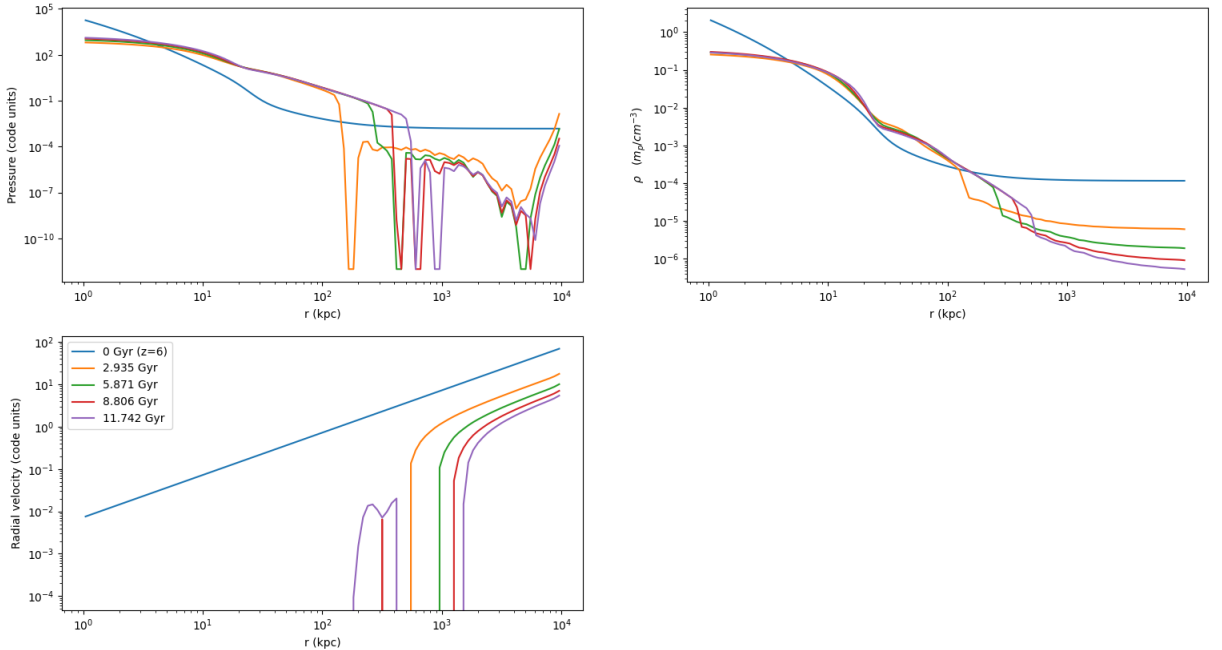 10^5
10^2
10^{-1}
10^{-4}
10^{-7}
10^{-10}
Pressure (code units)
10^0 10^1 10^2 10^3 10^4
r (kpc)
10^0
10^{-1}
10^{-2}
10^{-3}
10^{-4}
10^{-5}
10^{-6}
ρ (m_p/cm^{-3})
10^0 10^1 10^2 10^3 10^4
r (kpc)
10^2
10^1
10^0
10^{-1}
10^{-2}
10^{-3}
10^{-4}
Radial velocity (code units)
0 Gyr (z=6)
2.935 Gyr
5.871 Gyr
8.806 Gyr
11.742 Gyr
10^0 10^1 10^2 10^3 10^4
r (kpc)